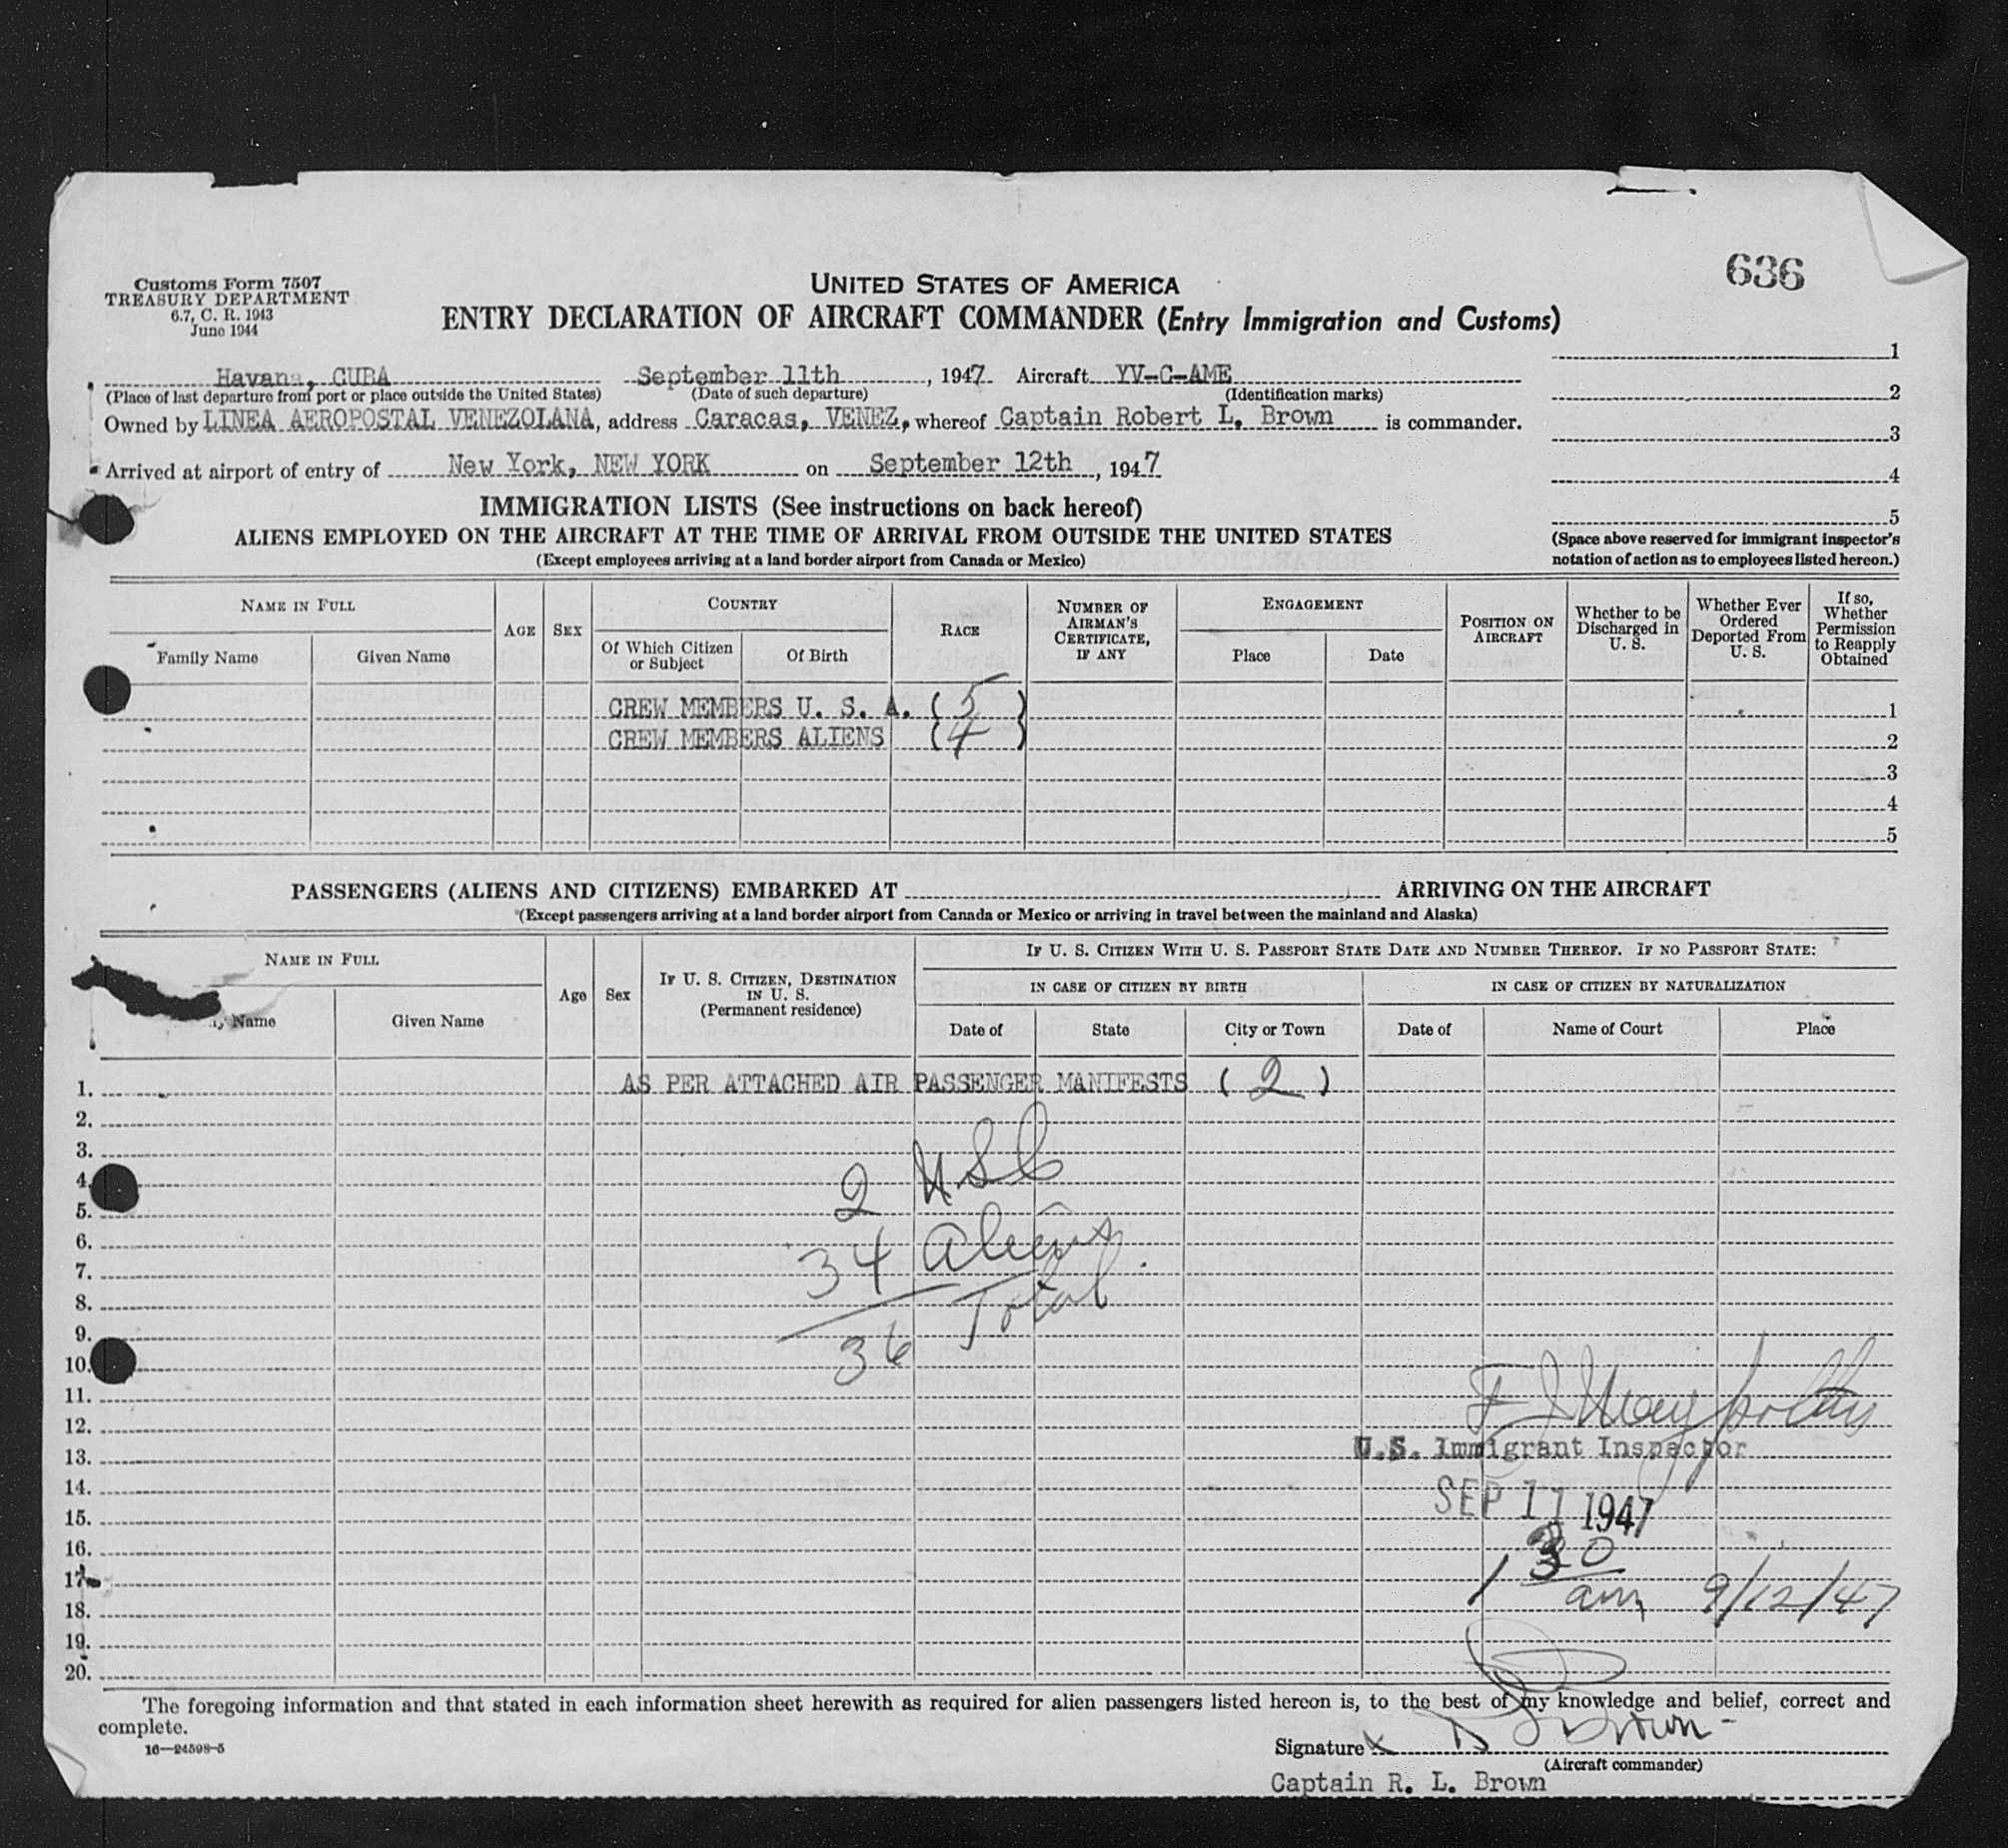 636
Customs Form 7507
TREASURY DEPARTMENT
6.7, C. R. 1943
June 1944
UNITED STATES OF AMERICA
ENTRY DECLARATION OF AIRCRAFT COMMANDER (Entry Immigration and Customs)
Havana, CUBA September 11th, 1947 Aircraft YV-C-AME
(Place of last departure from port or place outside the United States) (Date of such departure) (Identification marks)
Owned by LINEA AEROPOSTAL VENEZOLANA, address Caracas, VENEZ, whereof Captain Robert L. Brown is commander.
Arrived at airport of entry of New York, NEW YORK on September 12th, 1947
1
2
3
4
5
(Space above reserved for immigrant inspector's
notation of action as to employees listed hereon.)
IMMIGRATION LISTS (See instructions on back hereof)
ALIENS EMPLOYED ON THE AIRCRAFT AT THE TIME OF ARRIVAL FROM OUTSIDE THE UNITED STATES
(Except employees arriving at a land border airport from Canada or Mexico)
NAME IN FULL
Family Name Given Name
AGE SEX
COUNTRY
Of Which Citizen or Subject Of Birth
RACE
NUMBER OF AIRMAN'S CERTIFICATE, IF ANY
ENGAGEMENT
Place Date
POSITION ON AIRCRAFT
Whether to be Discharged in U. S.
Whether Ever Ordered Deported From U. S.
If so, Whether Permission to Reapply Obtained
CREW MEMBERS U. S. A. (5) 1
CREW MEMBERS ALIENS (4) 2
3
4
5
PASSENGERS (ALIENS AND CITIZENS) EMBARKED AT ARRIVING ON THE AIRCRAFT
(Except passengers arriving at a land border airport from Canada or Mexico or arriving in travel between the mainland and Alaska)
NAME IN FULL
Name Given Name
Age Sex
IF U. S. CITIZEN, DESTINATION IN U. S.
(Permanent residence)
IF U. S. CITIZEN WITH U. S. PASSPORT STATE DATE AND NUMBER THEREOF. IF NO PASSPORT STATE:
IN CASE OF CITIZEN BY BIRTH IN CASE OF CITIZEN BY NATURALIZATION
Date of State City or Town Date of Name of Court Place
1. AS PER ATTACHED AIR PASSENGER MANIFESTS (2)
2.
3.
4. 2 USC
5.
6. 34 Aliens
7.
8. Total
9.
10. 36
11.
12.
13. U.S. Immigrant Inspector
14.
15. SEP 11 1947
16.
17. 1 30
18. am 9/12/47
19.
20.
The foregoing information and that stated in each information sheet herewith as required for alien passengers listed hereon is, to the best of my knowledge and belief, correct and
complete.
16—24598-5
Signature x R L Brown
(Aircraft commander)
Captain R. L. Brown